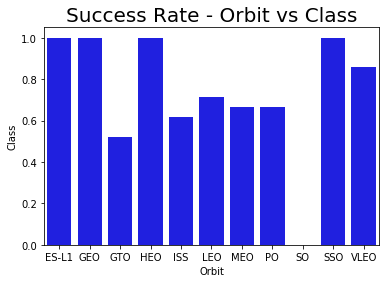 Success Rate - Orbit vs Class
1.0
0.8
0.6
0.4
0.2
0.0
Class
ES-L1 GEO GTO HEO ISS LEO MEO PO SO SSO VLEO
Orbit